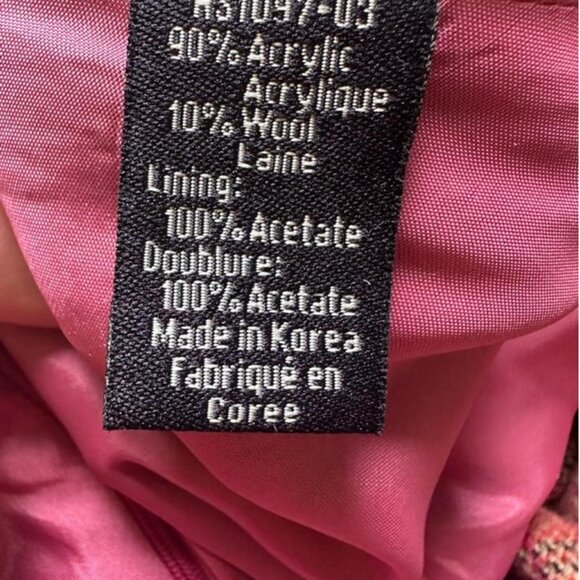 90% Acrylic
Acrylique
10% Wool
Laine
Lining:
100% Acetate
Doublure:
100% Acetate
Made in Korea
Fabriqué en
Coree